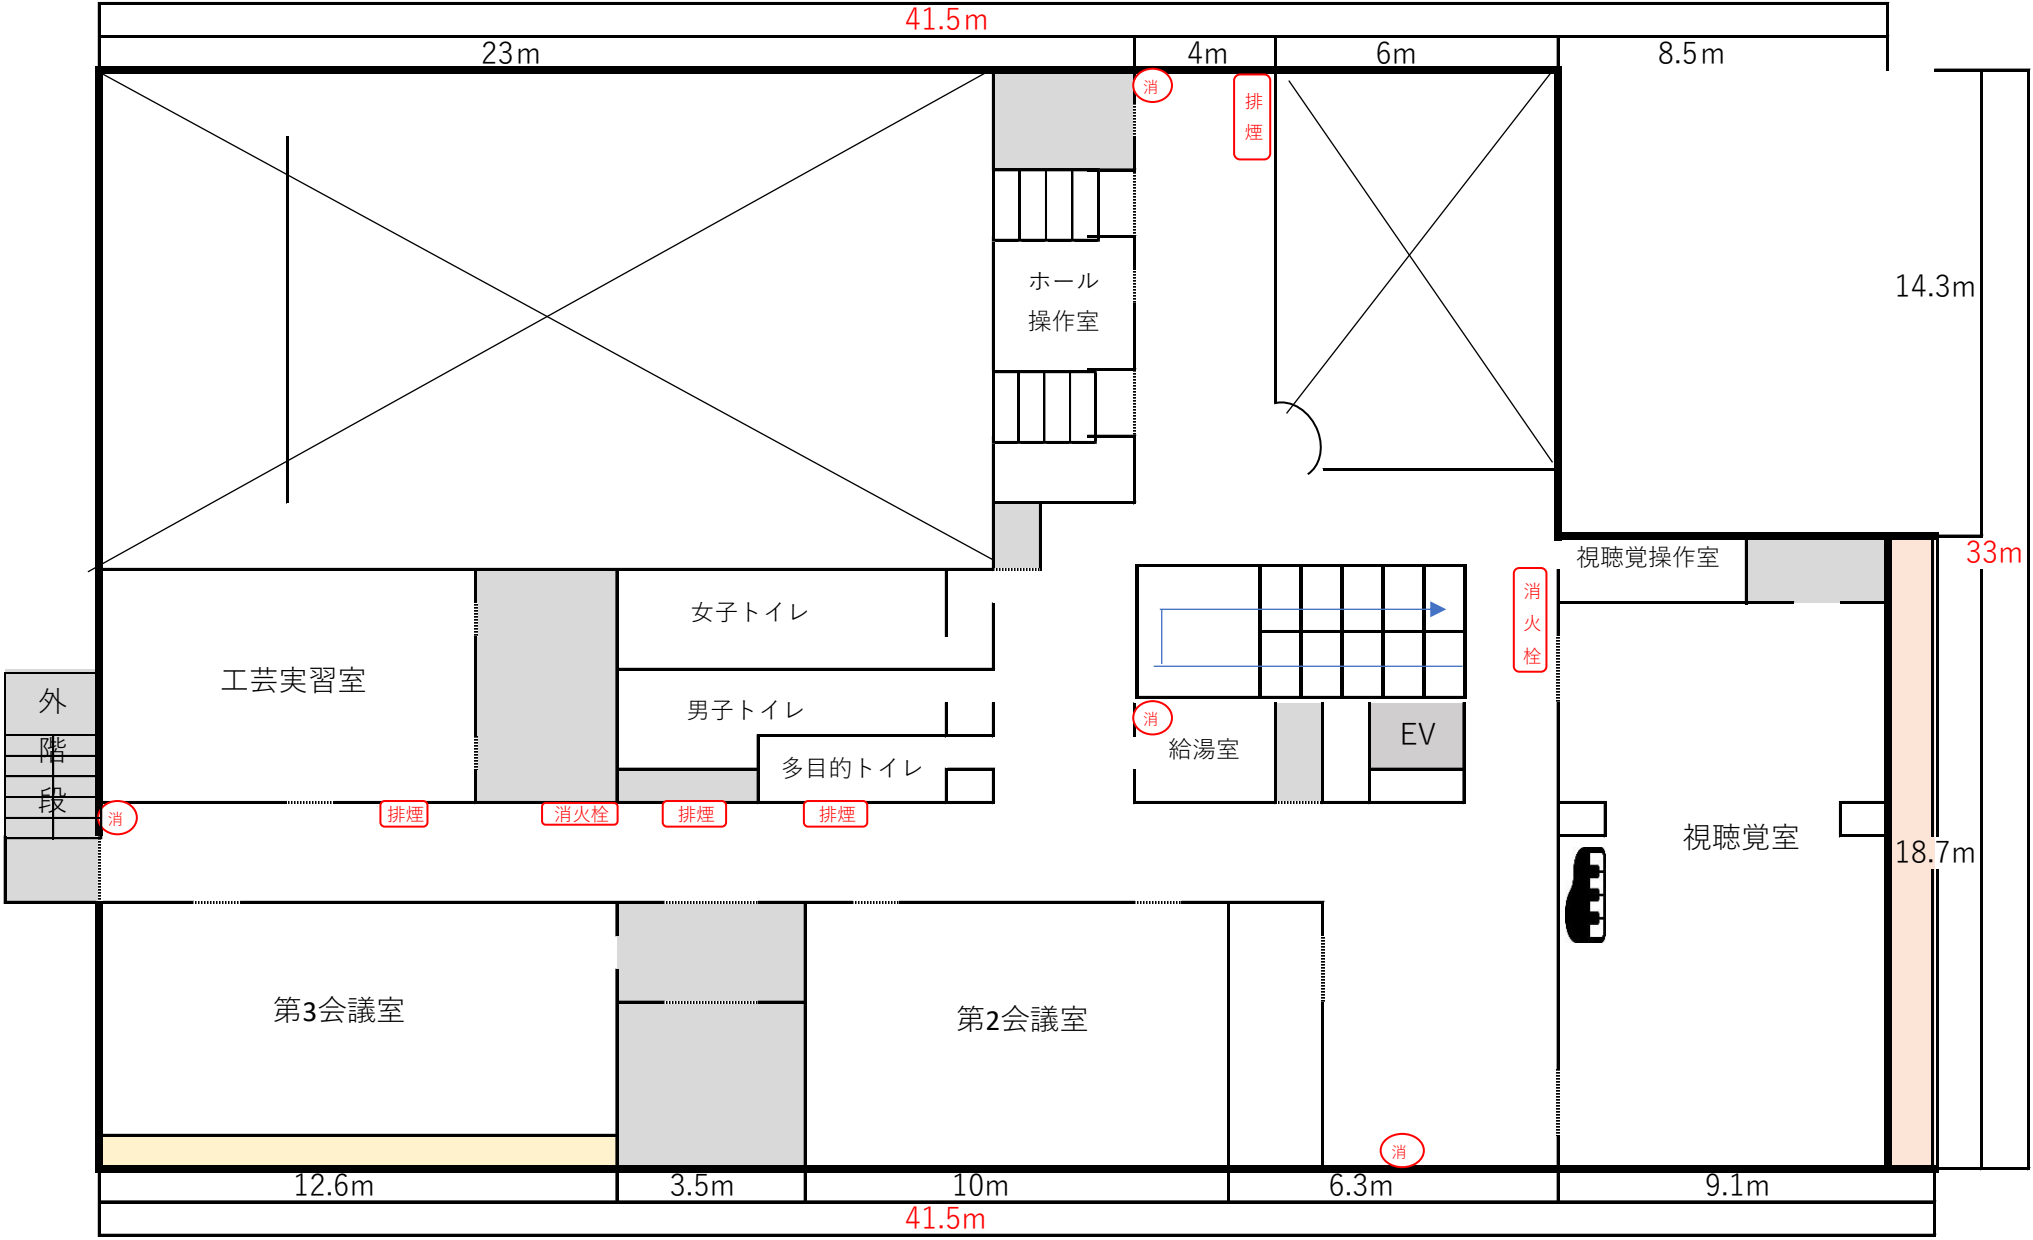 41.5m
23m
4m
6m
8.5m
消
排
煙
ホール
操作室
14.3m
33m
視聴覚操作室
消
火
栓
女子トイレ
工芸実習室
男子トイレ
外
階
段
消
給湯室
EV
多目的トイレ
消
排煙
消火栓
排煙
排煙
視聴覚室
18.7m
第3会議室
第2会議室
消
12.6m
3.5m
10m
6.3m
9.1m
41.5m